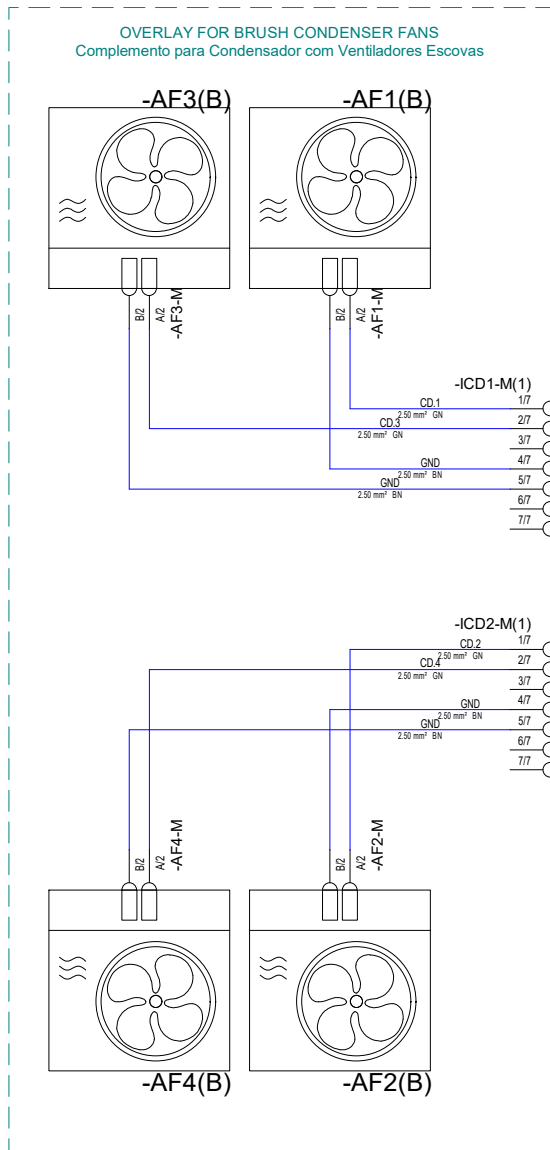 OVERLAY FOR BRUSH CONDENSER FANS
Complemento para Condensador com Ventiladores Escovas
-AF3(B)
-AF1(B)
B/2
A/2
-AF3-M
B/2
A/2
-AF1-M
-ICD1-M(1)
CD.1
2.50 mm² GN
1/7
CD.3
2.50 mm² GN
2/7
3/7
GND
2.50 mm² BN
4/7
GND
2.50 mm² BN
5/7
6/7
7/7
-ICD2-M(1)
CD.2
2.50 mm² GN
1/7
CD.4
2.50 mm² GN
2/7
3/7
GND
2.50 mm² BN
4/7
GND
2.50 mm² BN
5/7
6/7
7/7
B/2
A/2
-AF4-M
B/2
A/2
-AF2-M
-AF4(B)
-AF2(B)